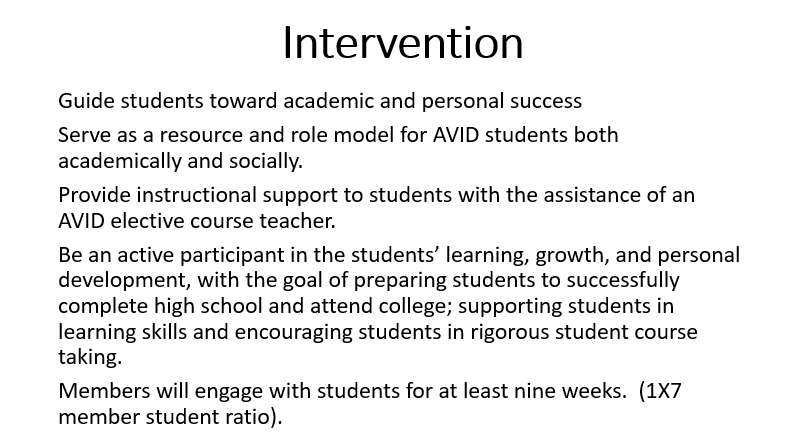 Intervention
Guide students toward academic and personal success
Serve as a resource and role model for AVID students both
academically and socially.
Provide instructional support to students with the assistance of an
AVID elective course teacher.
Be an active participant in the students’ learning, growth, and personal
development, with the goal of preparing students to successfully
complete high school and attend college; supporting students in
learning skills and encouraging students in rigorous student course
taking.
Members will engage with students for at least nine weeks.  (1X7
member student ratio).